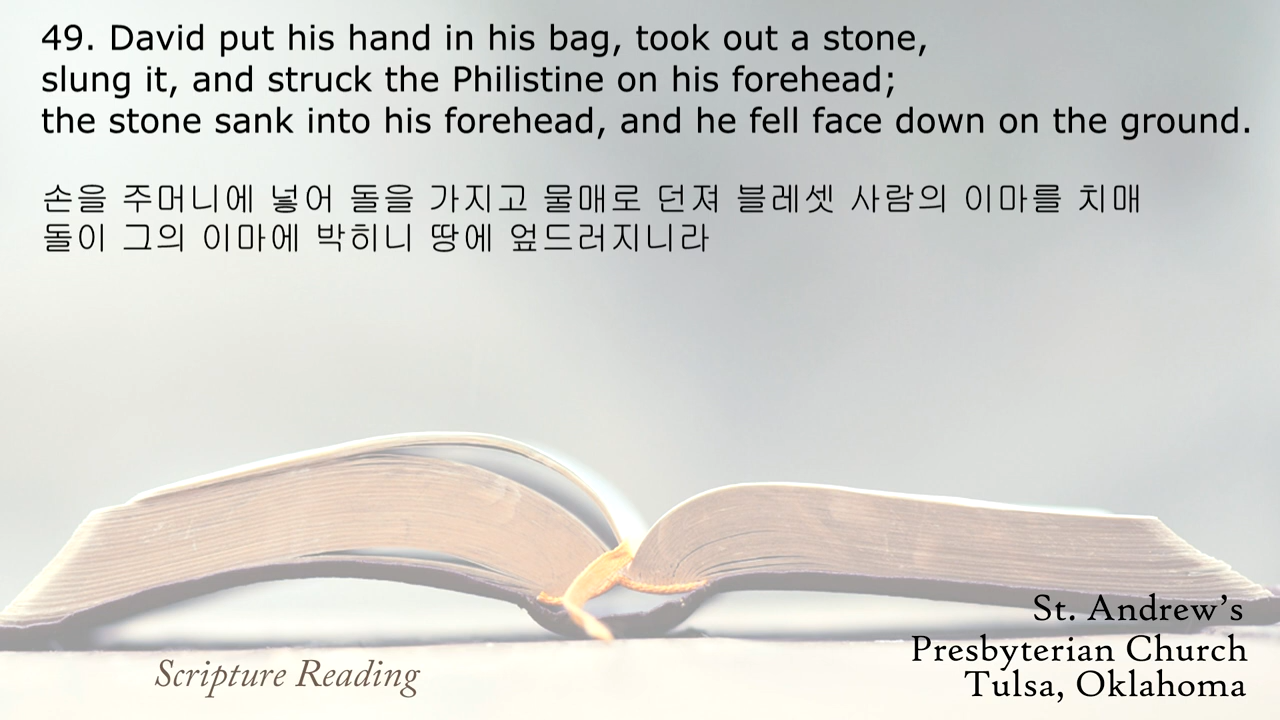 49. David put his hand in his bag, took out a stone,
slung it, and struck the Philistine on his forehead;
the stone sank into his forehead, and he fell face down on the ground.
손을 주머니에 넣어 돌을 가지고 물매로 던져 블레셋 사람의 이마를 치매
돌이 그의 이마에 박히니 땅에 엎드러지니라
St. Andrew's
Presbyterian Church
Tulsa, Oklahoma
Scripture Reading